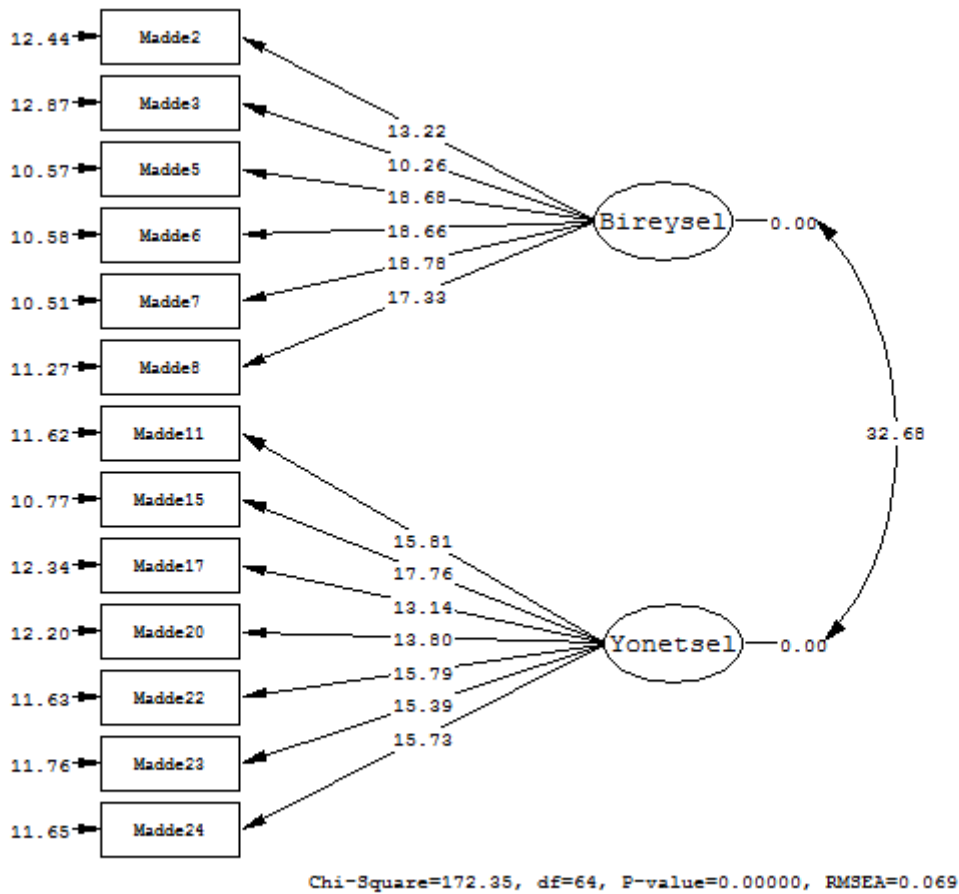 12.44 Madde2
12.87 Madde3
13.22
10.57 Madde5
10.26
18.68
10.58 Madde6
18.66
Bireysel 0.00
18.78
10.51 Madde7
17.33
11.27 Madde8
11.62 Madde11
32.68
10.77 Madde15
15.81
12.34 Madde17
17.76
13.14
12.20 Madde20
13.80
Yonetsel 0.00
15.79
11.63 Madde22
15.39
15.73
11.76 Madde23
11.65 Madde24
Chi-Square=172.35, df=64, P-value=0.00000, RMSEA=0.069